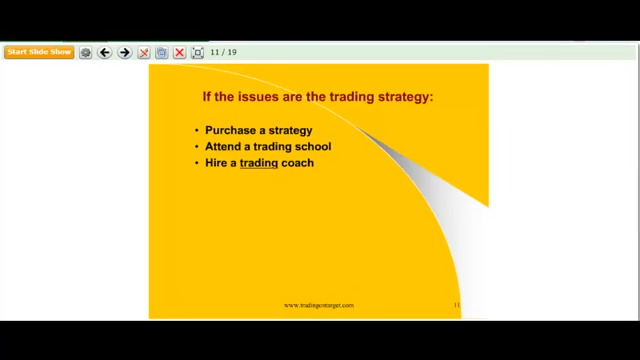 Start Slide Show
11 / 19
If the issues are the trading strategy:
• Purchase a strategy
• Attend a trading school
• Hire a trading coach
www.tradingontarget.com
11